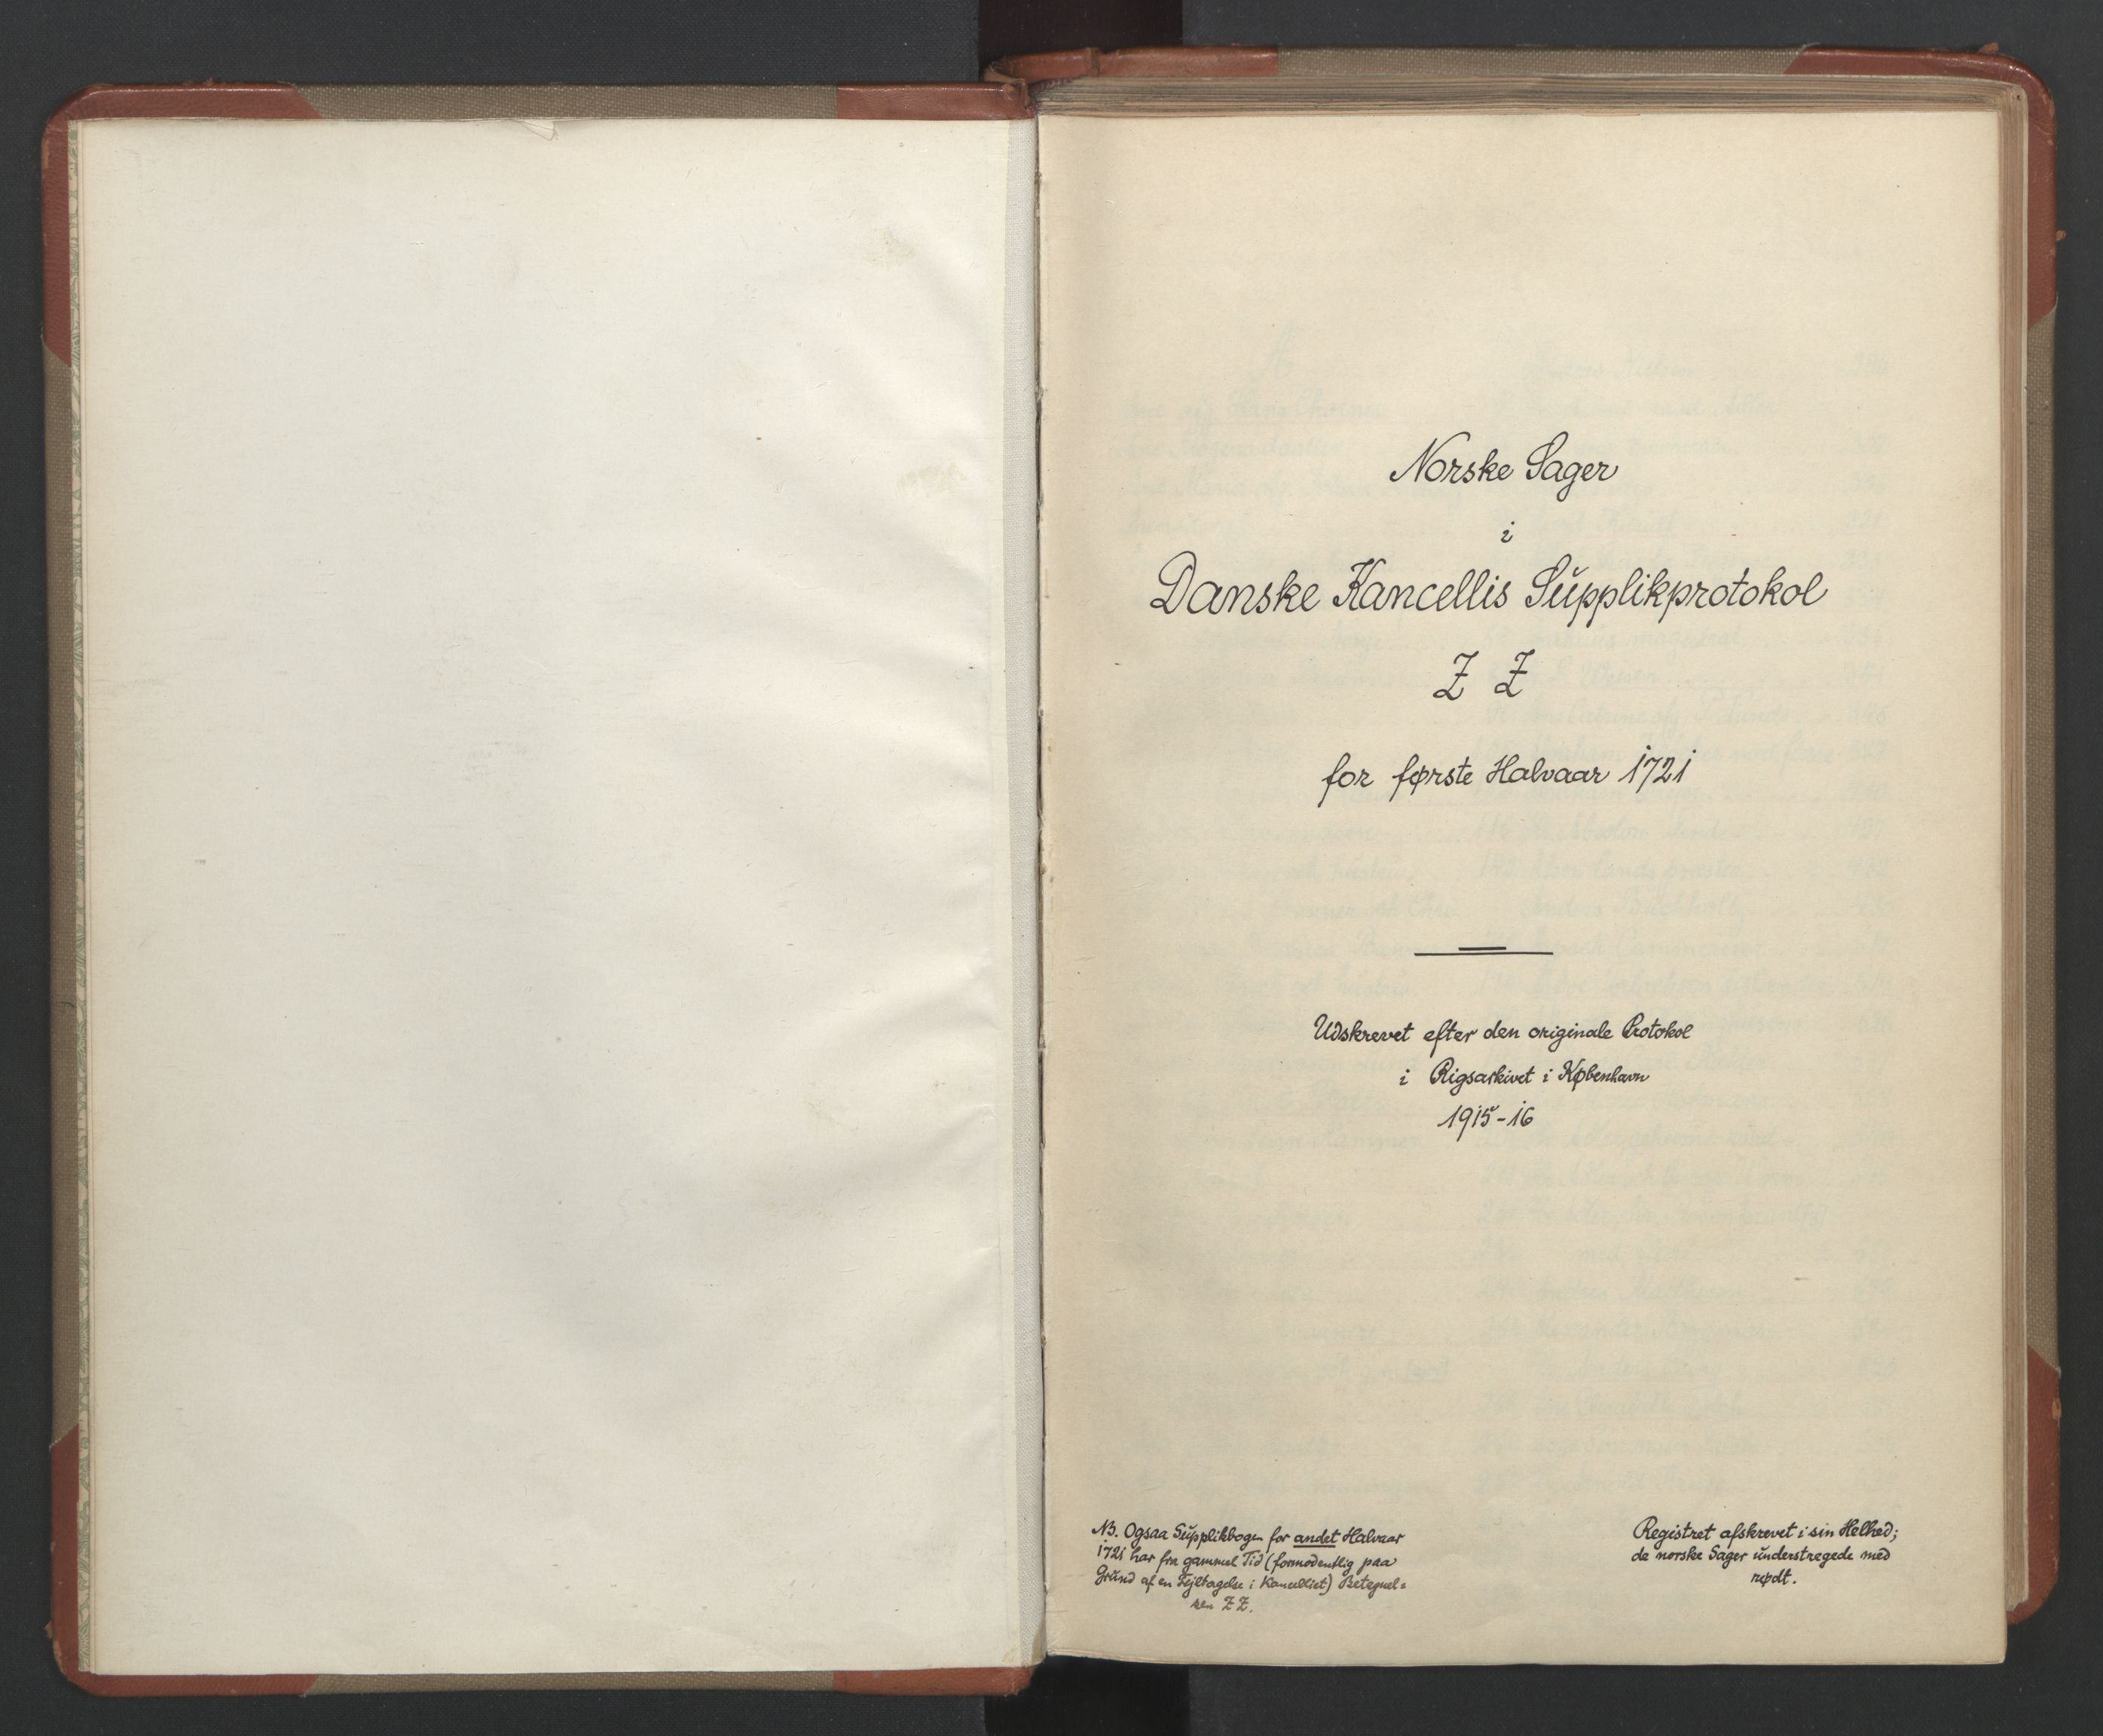 Norske Sager
i
Danske Kancellis Supplikprotokol
Z Z
for første Halvaar 1721
Udskrevet efter den originale Protokol
i Rigsarkivet i København
1915-16
NB. Ogsaa Supplikbogen for andet Halvaar
1721 har fra gammel Tid (formodentlig paa
Grund af en Fejltagelse i Kancelliet) Betegnel-
sen Z Z.
Registret afskrevet i sin Helhed;
de norske Sager understregede med
rødt.